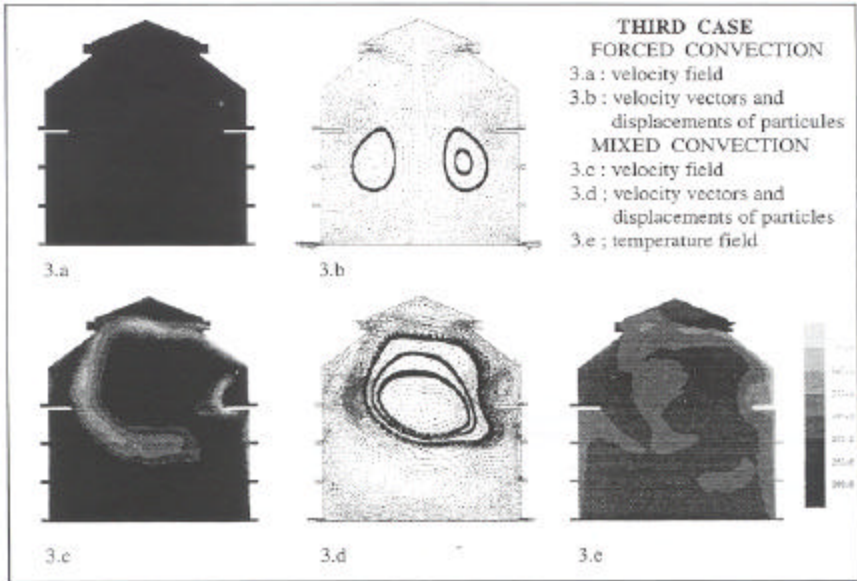 THIRD CASE
FORCED CONVECTION
3.a : velocity field
3.b : velocity vectors and
displacements of particules
MIXED CONVECTION
3.c : velocity field
3.d ; velocity vectors and
displacements of particles
3.e ; temperature field
3.a
3.b
3.c
3.d
3.e